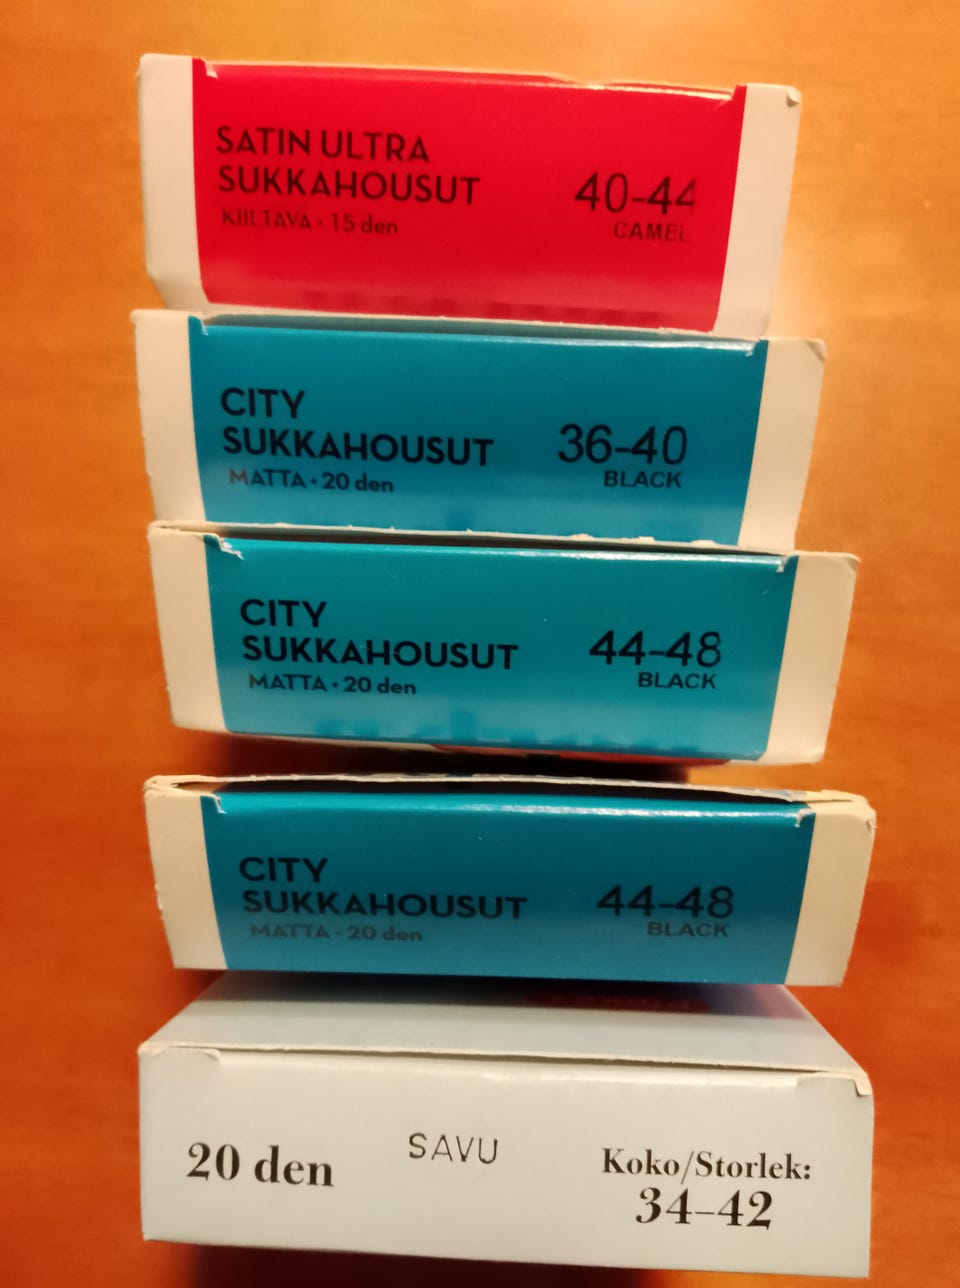 SATIN ULTRA
SUKKAHOUSUT
KIILTÄVÄ • 15 den
40-44
CAMEL
CITY
SUKKAHOUSUT
MATTA • 20 den
36-40
BLACK
CITY
SUKKAHOUSUT
MATTA • 20 den
44-48
BLACK
CITY
SUKKAHOUSUT
MATTA • 20 den
44-48
BLACK
20 den
SAVU
Koko/Storlek:
34–42